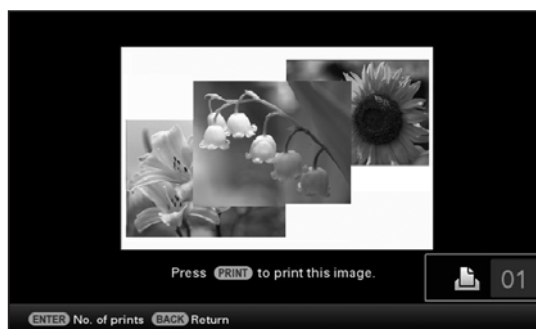 Press PRINT to print this image.
01
ENTER No. of prints BACK Return